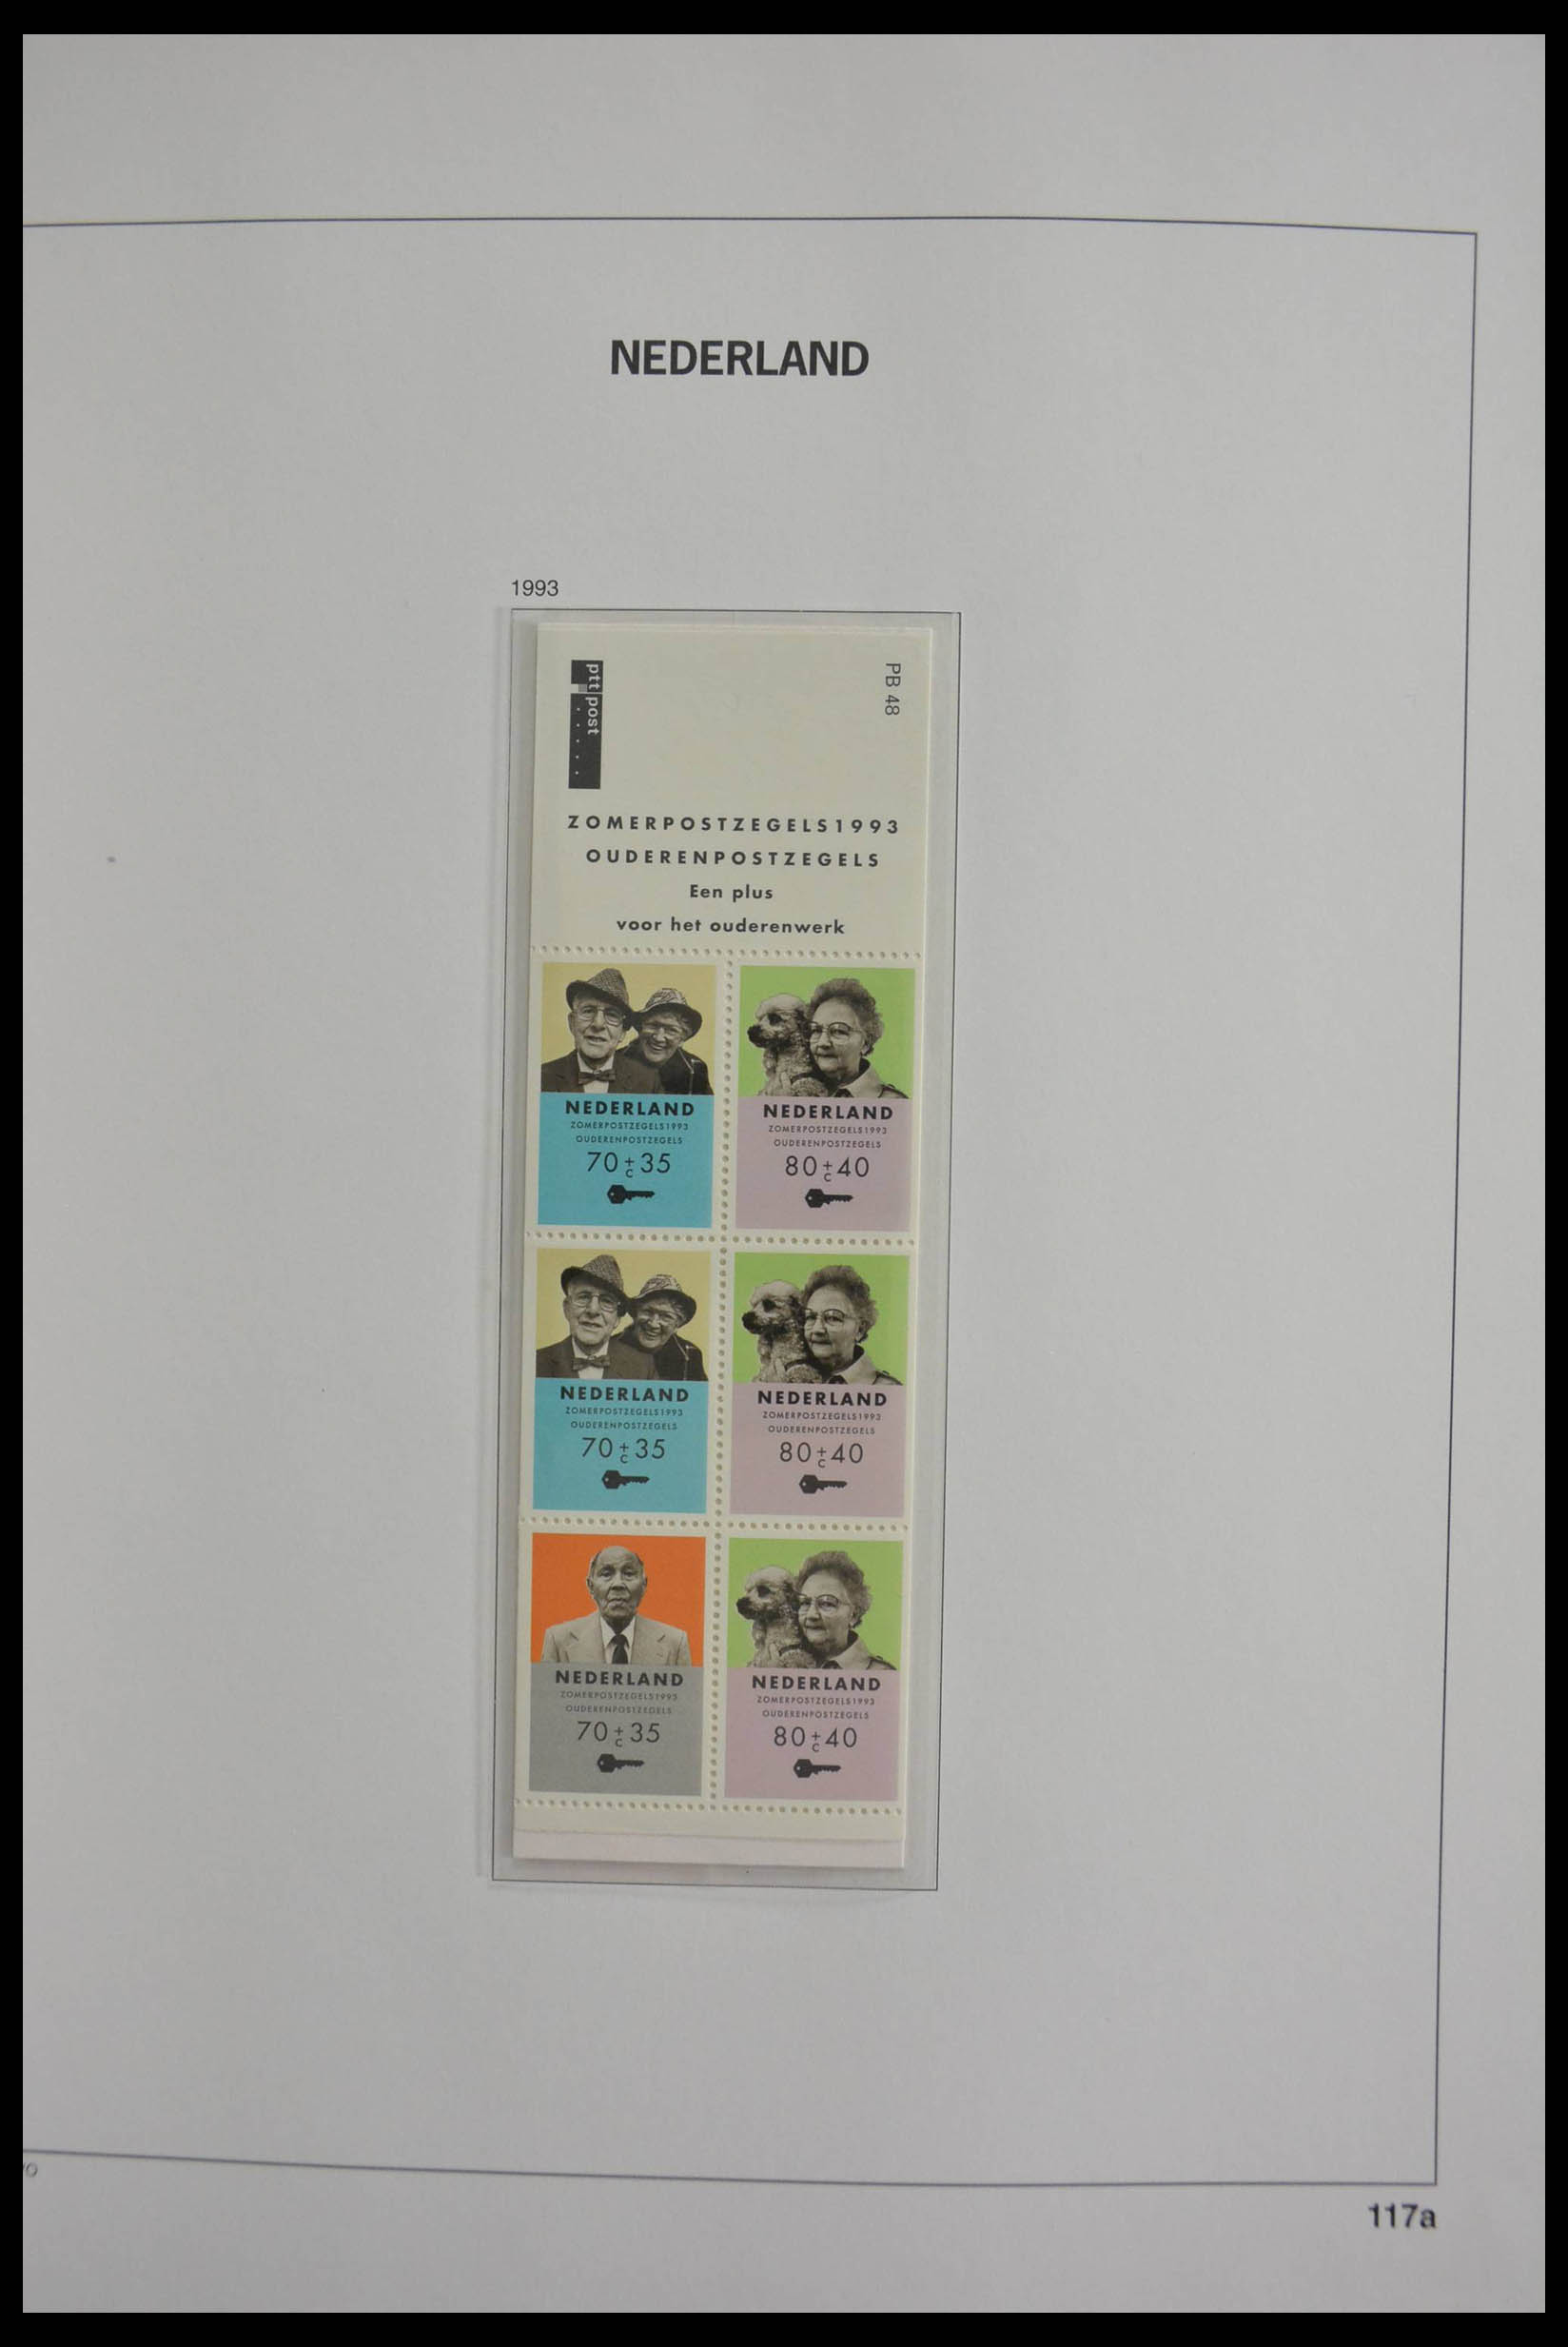 NEDERLAND
1993
ptt post
PB 48
ZOMERPOSTZEGELS1993
OUDERENPOSTZEGELS
Een plus
voor het ouderenwerk
NEDERLAND
ZOMERPOSTZEGELS1993
OUDERENPOSTZEGELS
70 +c 35
NEDERLAND
ZOMERPOSTZEGELS1993
OUDERENPOSTZEGELS
80 +c 40
NEDERLAND
ZOMERPOSTZEGELS1993
OUDERENPOSTZEGELS
70 +c 35
NEDERLAND
ZOMERPOSTZEGELS1993
OUDERENPOSTZEGELS
80 +c 40
NEDERLAND
ZOMERPOSTZEGELS1993
OUDERENPOSTZEGELS
70 +c 35
NEDERLAND
ZOMERPOSTZEGELS1993
OUDERENPOSTZEGELS
80 +c 40
117a